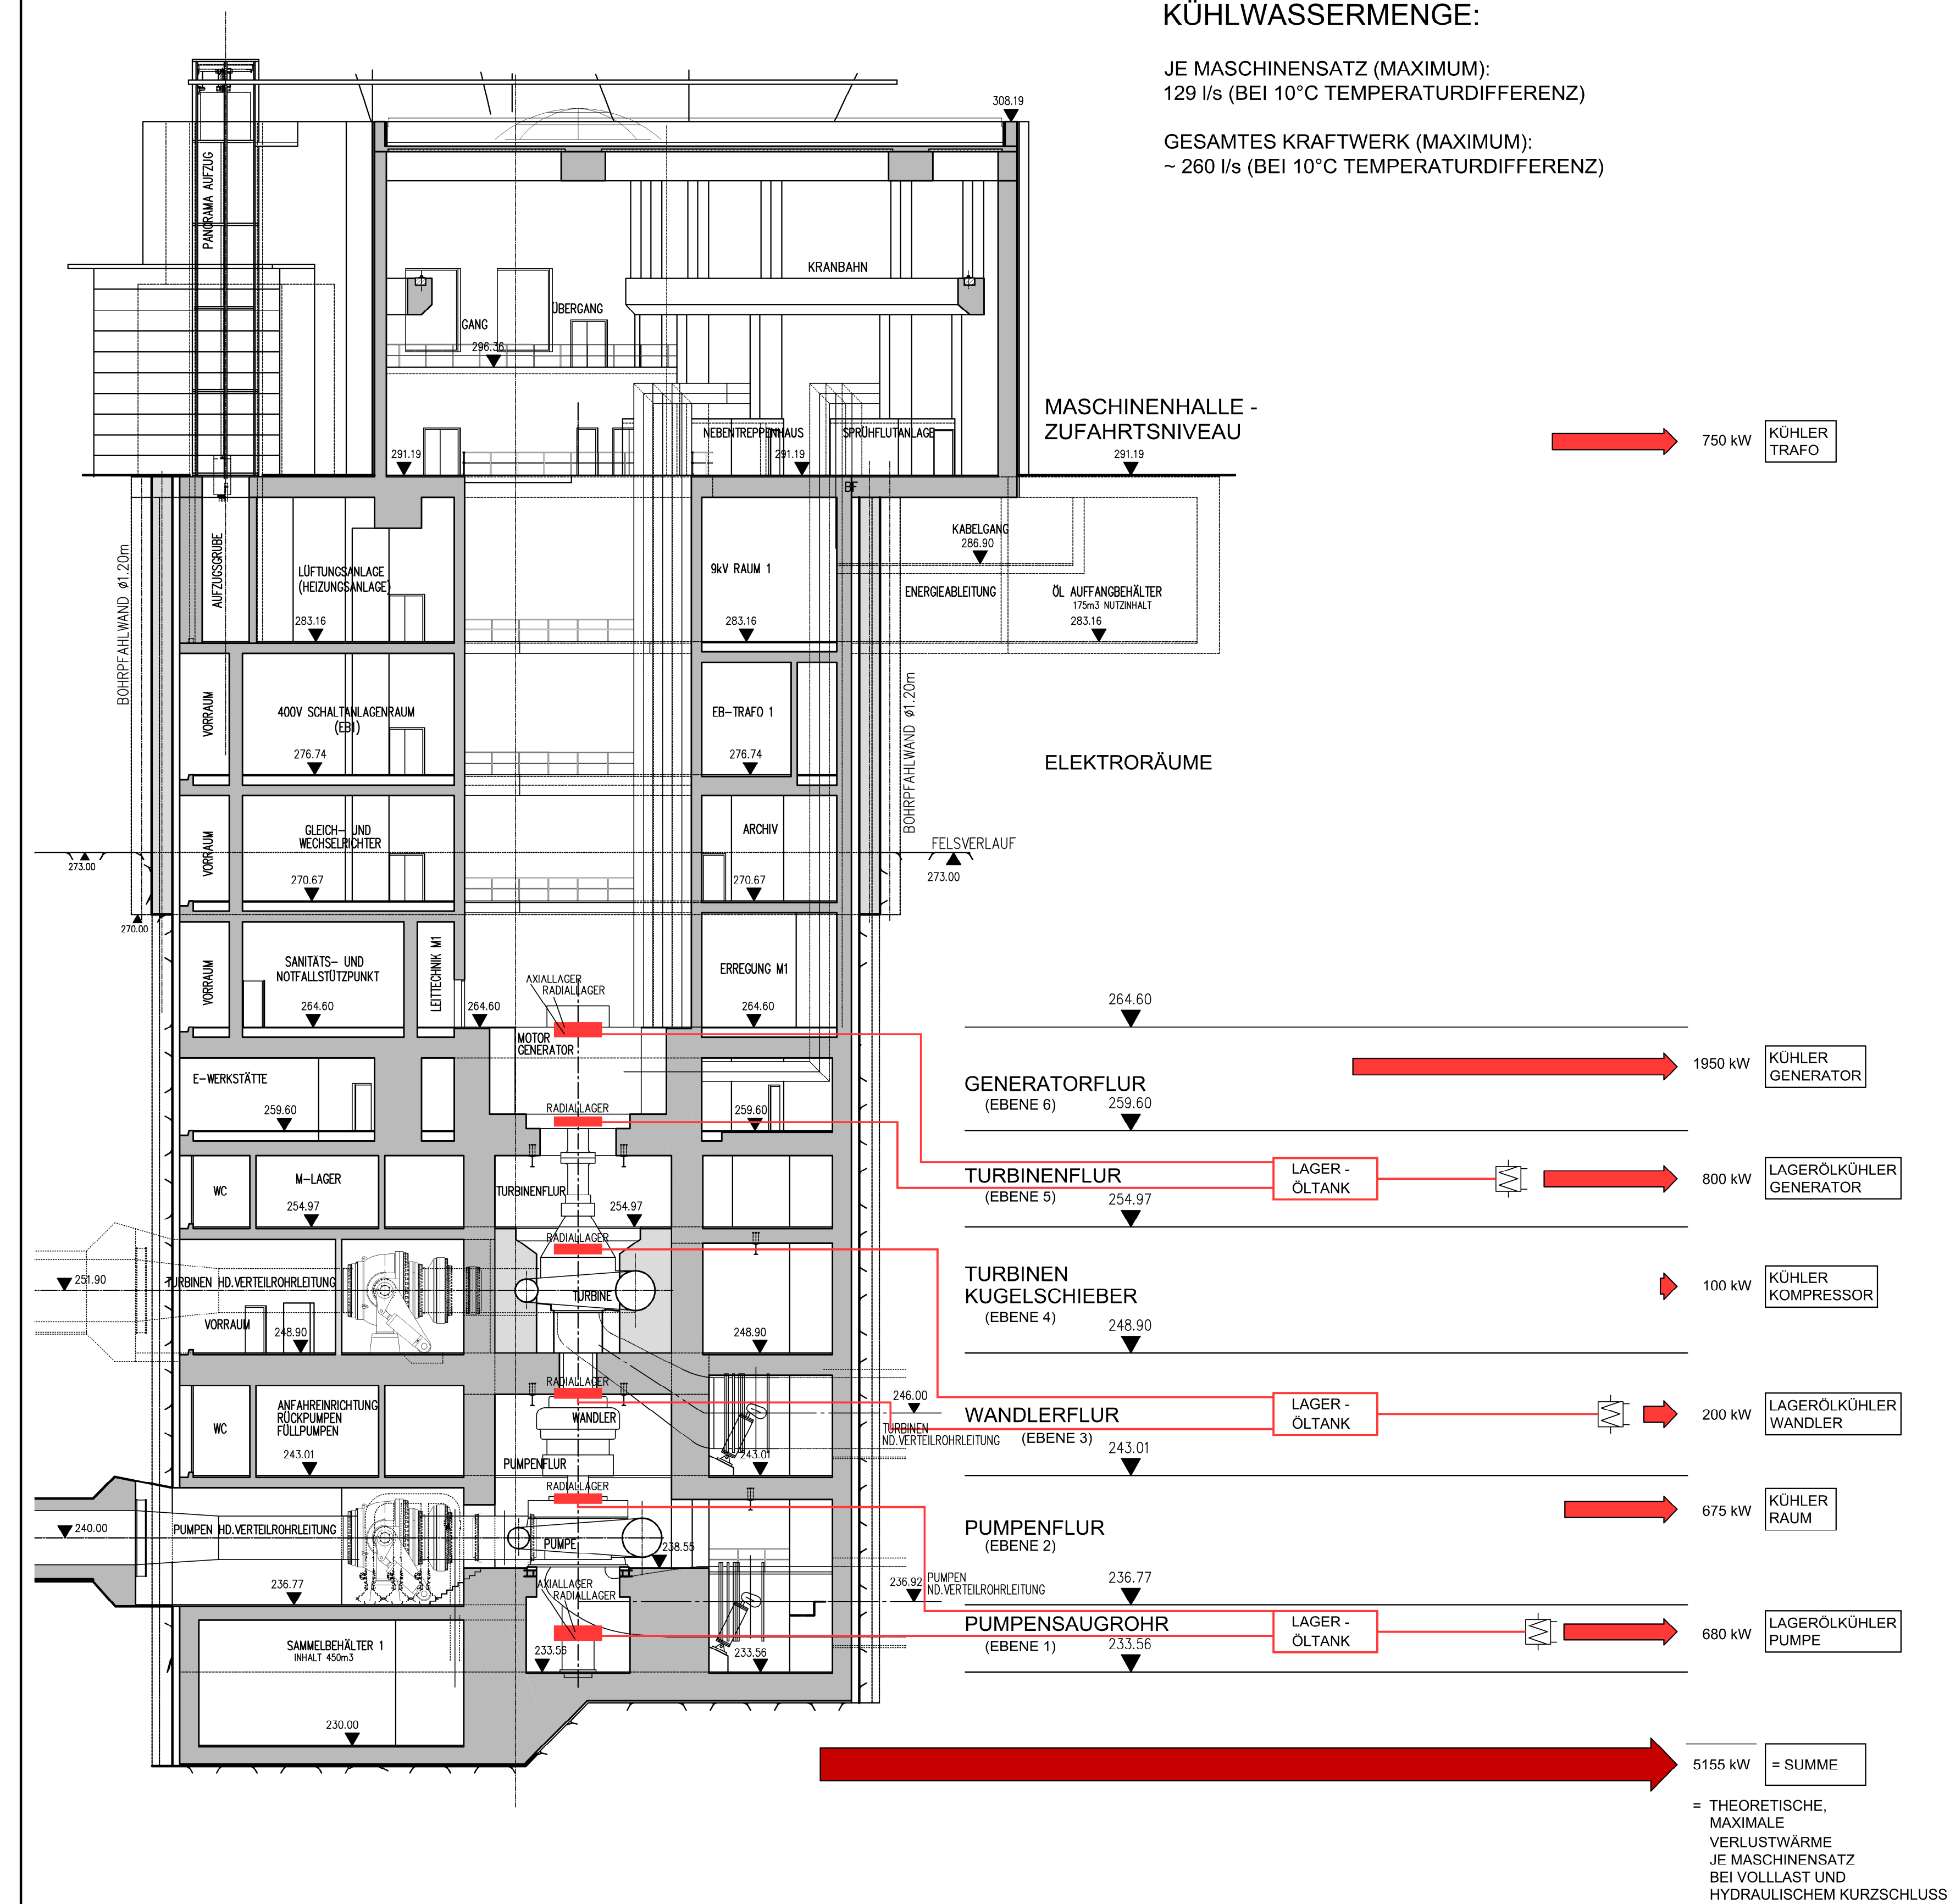 KÜHLWASSERMENGE:
JE MASCHINENSATZ (MAXIMUM):
129 l/s (BEI 10°C TEMPERATURDIFFERENZ)
GESAMTES KRAFTWERK (MAXIMUM):
~ 260 l/s (BEI 10°C TEMPERATURDIFFERENZ)
308.19
PANORAMA AUFZUG
KRANBAHN
GANG
ÜBERGANG
296.36
NEBENTREPPENHAUS
SPRÜHFLUTANLAGE
291.19
291.19
MASCHINENHALLE -
ZUFAHRTSNIVEAU
291.19
750 kW
KÜHLER
TRAFO
BF
BOHRPFAHLWAND ø1.20m
AUFZUGSGRUBE
LÜFTUNGSANLAGE
(HEIZUNGSANLAGE)
283.16
9kV RAUM 1
283.16
KABELGANG
286.90
ENERGIEABLEITUNG
ÖL AUFFANGBEHÄLTER
175m3 NUTZINHALT
283.16
VORRAUM
400V SCHALTANLAGENRAUM
(EB1)
276.74
EB-TRAFO 1
276.74
BOHRPFAHLWAND ø1.20m
ELEKTRORÄUME
VORRAUM
GLEICH- UND
WECHSELRICHTER
270.67
ARCHIV
270.67
FELSVERLAUF
273.00
273.00
270.00
VORRAUM
SANITÄTS- UND
NOTFALLSTÜTZPUNKT
264.60
LEITTECHNIK M1
264.60
AXIALLAGER
RADIALLAGER
ERREGUNG M1
264.60
264.60
MOTOR
GENERATOR
E-WERKSTÄTTE
259.60
RADIALLAGER
259.60
GENERATORFLUR
(EBENE 6)
259.60
1950 kW
KÜHLER
GENERATOR
WC
M-LAGER
254.97
TURBINENFLUR
254.97
TURBINENFLUR
(EBENE 5)
254.97
LAGER -
ÖLTANK
800 kW
LAGERÖLKÜHLER
GENERATOR
RADIALLAGER
251.90
TURBINEN HD.VERTEILROHRLEITUNG
TURBINE
VORRAUM
248.90
248.90
TURBINEN
KUGELSCHIEBER
(EBENE 4)
248.90
100 kW
KÜHLER
KOMPRESSOR
RADIALLAGER
WC
ANFAHREINRICHTUNG
RÜCKPUMPEN
FÜLLPUMPEN
243.01
WANDLER
PUMPENFLUR
243.01
246.00
TURBINEN
ND.VERTEILROHRLEITUNG
WANDLERFLUR
(EBENE 3)
243.01
LAGER -
ÖLTANK
200 kW
LAGERÖLKÜHLER
WANDLER
RADIALLAGER
240.00
PUMPEN HD.VERTEILROHRLEITUNG
PUMPE
238.55
236.77
PUMPENFLUR
(EBENE 2)
236.77
675 kW
KÜHLER
RAUM
AXIALLAGER
RADIALLAGER
236.92
PUMPEN
ND.VERTEILROHRLEITUNG
SAMMELBEHÄLTER 1
INHALT 450m3
233.56
233.56
PUMPENSAUGROHR
(EBENE 1)
233.56
LAGER -
ÖLTANK
680 kW
LAGERÖLKÜHLER
PUMPE
230.00
5155 kW
= SUMME
= THEORETISCHE,
MAXIMALE
VERLUSTWÄRME
JE MASCHINENSATZ
BEI VOLLLAST UND
HYDRAULISCHEM KURZSCHLUSS